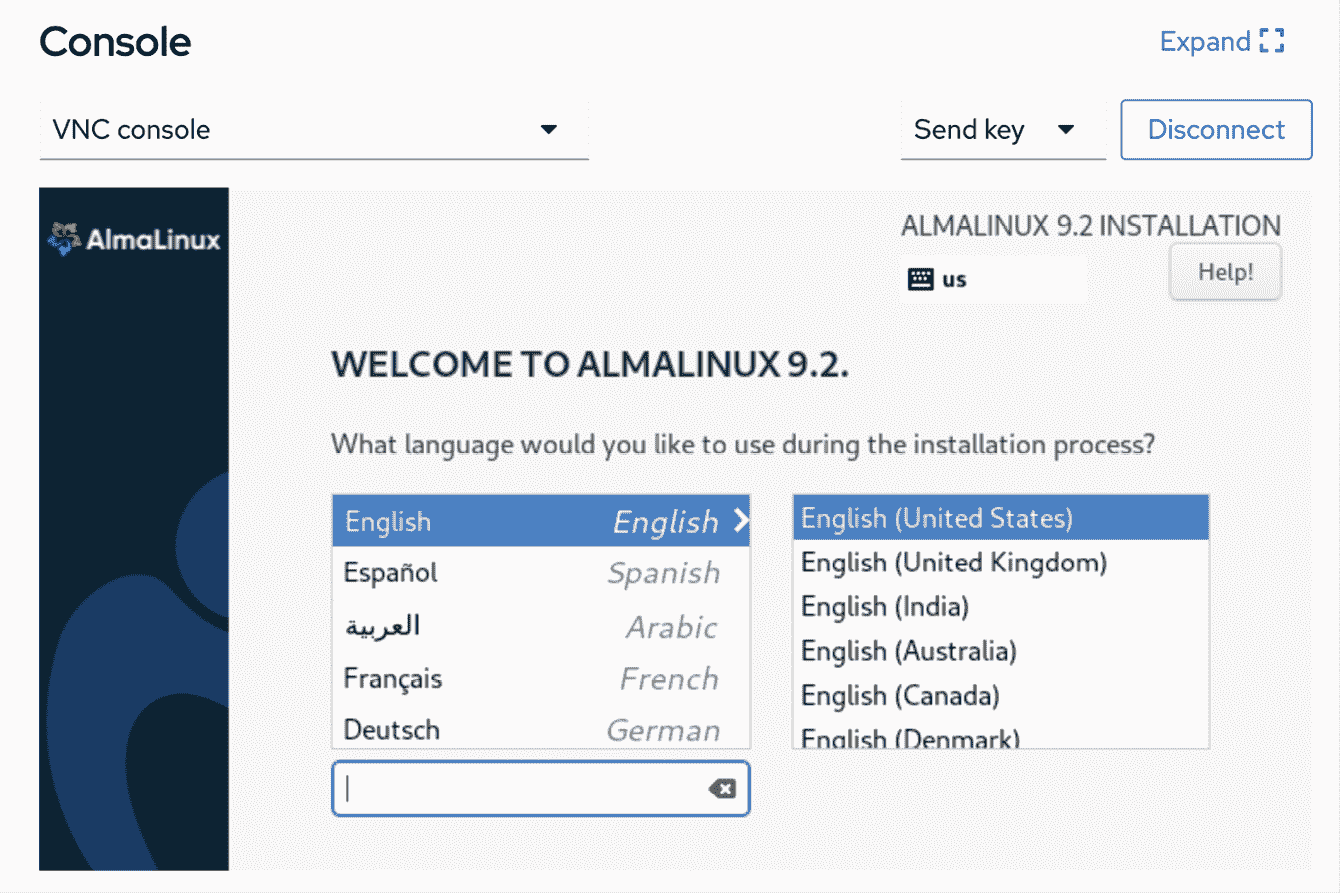 Console
Expand
VNC console
Send key
Disconnect
AlmaLinux
ALMALINUX 9.2 INSTALLATION
us
Help!
WELCOME TO ALMALINUX 9.2.
What language would you like to use during the installation process?
English English
Español Spanish
العربية Arabic
Français French
Deutsch German
English (United States)
English (United Kingdom)
English (India)
English (Australia)
English (Canada)
English (Denmark)